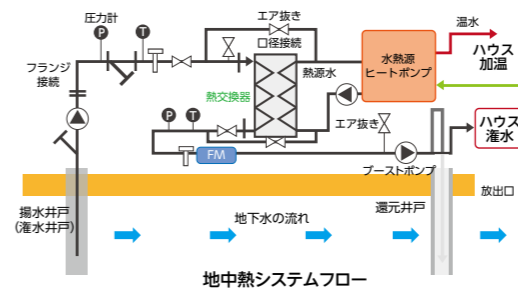 圧力計
P
T
エア抜き
口径接続
温水
フランジ
接続
熱源水
水熱源
ヒートポンプ
ハウス
加温
熱交換器
P
T
エア抜き
ハウス
潅水
FM
ブーストポンプ
放出口
揚水井戸
(潅水井戸)
地下水の流れ
還元井戸
地中熱システムフロー